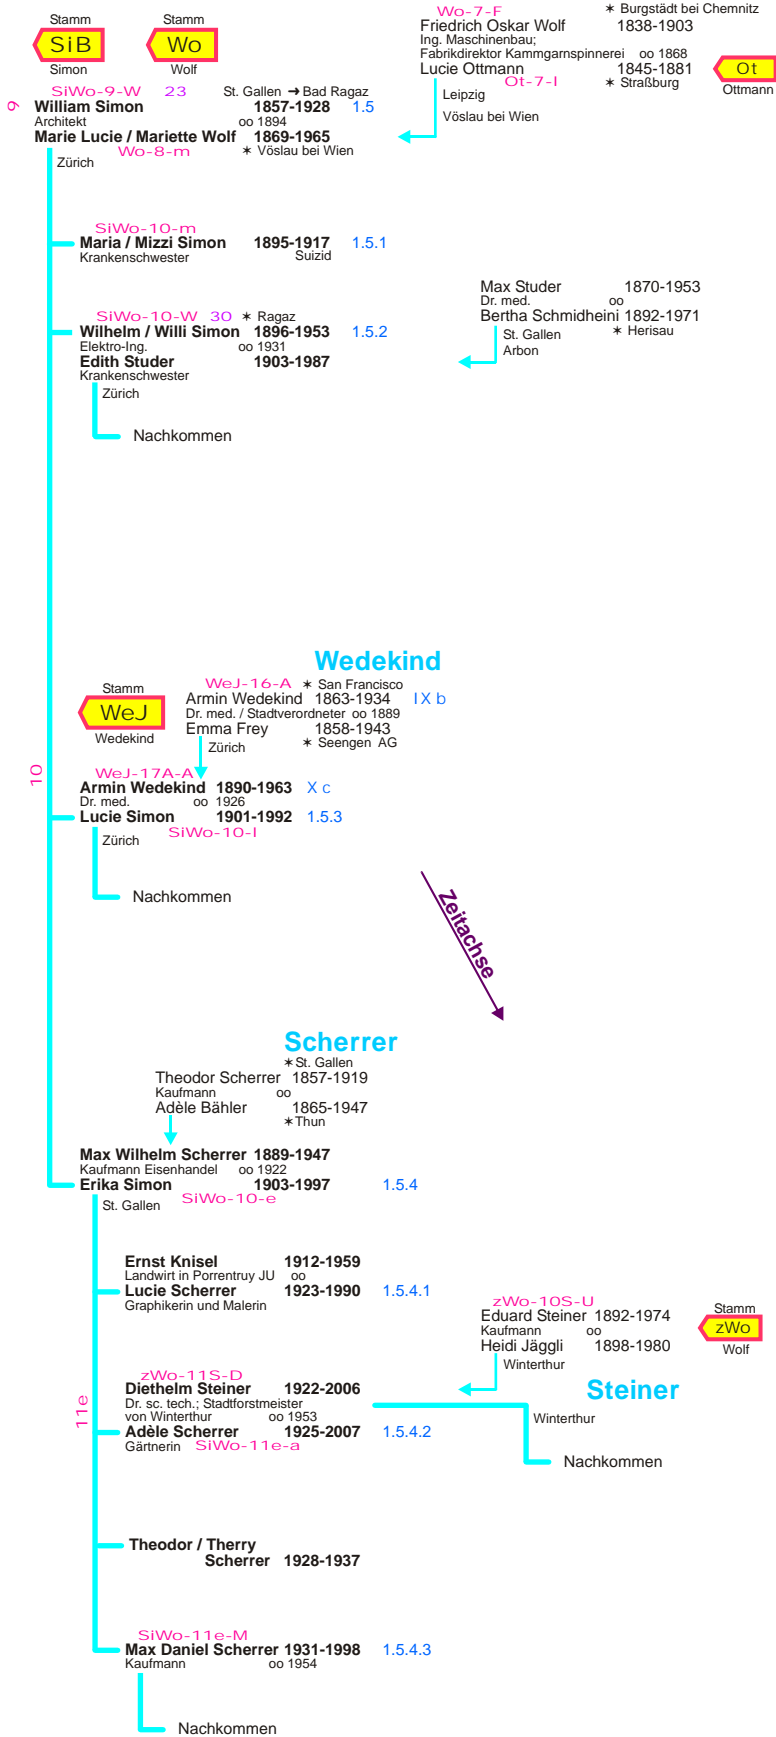 Stamm
SiB
Simon
Stamm
Wo
Wolf
Wo-7-F
✶ Burgstädt bei Chemnitz
Friedrich Oskar Wolf 1838-1903
Ing. Maschinenbau;
Fabrikdirektor Kammgarnspinnerei oo 1868
Lucie Ottmann 1845-1881
Ot-7-l ✶ Straßburg
Ot
Ottmann
Leipzig
Vöslau bei Wien
9
SiWo-9-W 23 St. Gallen ➔ Bad Ragaz
William Simon 1857-1928 1.5
Architekt oo 1894
Marie Lucie / Mariette Wolf 1869-1965
Wo-8-m ✶ Vöslau bei Wien
Zürich
SiWo-10-m
Maria / Mizzi Simon 1895-1917 1.5.1
Krankenschwester Suizid
SiWo-10-W 30 ✶ Ragaz
Wilhelm / Willi Simon 1896-1953 1.5.2
Elektro-Ing. oo 1931
Edith Studer 1903-1987
Krankenschwester
Zürich
Nachkommen
Max Studer 1870-1953
Dr. med. oo
Bertha Schmidheini 1892-1971
St. Gallen ✶ Herisau
Arbon
Wedekind
Stamm
WeJ
Wedekind
WeJ-16-A ✶ San Francisco
Armin Wedekind 1863-1934 IX b
Dr. med. / Stadtverordneter oo 1889
Emma Frey 1858-1943
Zürich ✶ Seengen AG
10
WeJ-17A-A
Armin Wedekind 1890-1963 X c
Dr. med. oo 1926
Lucie Simon 1901-1992 1.5.3
Zürich SiWo-10-l
Nachkommen
Zeitachse
Scherrer
✶St. Gallen
Theodor Scherrer 1857-1919
Kaufmann oo
Adèle Bähler 1865-1947
✶Thun
Max Wilhelm Scherrer 1889-1947
Kaufmann Eisenhandel oo 1922
Erika Simon 1903-1997 1.5.4
St. Gallen SiWo-10-e
Ernst Knisel 1912-1959
Landwirt in Porrentruy JU oo
Lucie Scherrer 1923-1990 1.5.4.1
Graphikerin und Malerin
zWo-10S-U
Eduard Steiner 1892-1974
Kaufmann oo
Heidi Jäggli 1898-1980
Winterthur
Stamm
zWo
Wolf
11e
zWo-11S-D
Diethelm Steiner 1922-2006
Dr. sc. tech.; Stadtforstmeister
von Winterthur oo 1953
Adèle Scherrer 1925-2007 1.5.4.2
Gärtnerin SiWo-11e-a
Steiner
Winterthur
Nachkommen
Theodor / Therry
Scherrer 1928-1937
SiWo-11e-M
Max Daniel Scherrer 1931-1998 1.5.4.3
Kaufmann oo 1954
Nachkommen